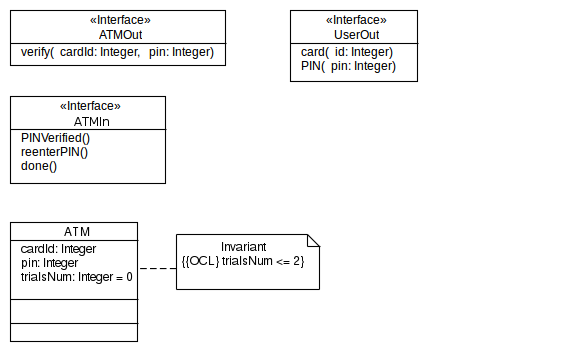 «Interface»
ATMOut
verify( cardId: Integer, pin: Integer)
«Interface»
UserOut
card( id: Integer)
PIN( pin: Integer)
«Interface»
ATMIn
PINVerified()
reenterPIN()
done()
ATM
cardId: Integer
pin: Integer
trialsNum: Integer = 0
Invariant
{{OCL} trialsNum <= 2}